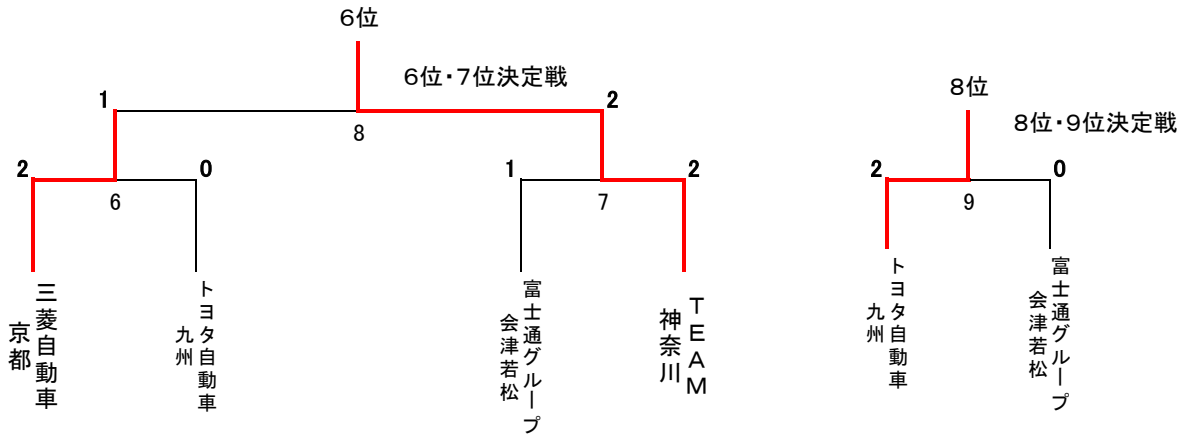 6位
6位・7位決定戦
1
2
8
2
0
1
2
6
7
三菱自動車
京都
トヨタ自動車
九州
富士通グループ
会津若松
TEAM
神奈川
8位
8位・9位決定戦
2
0
9
トヨタ自動車
九州
富士通グループ
会津若松